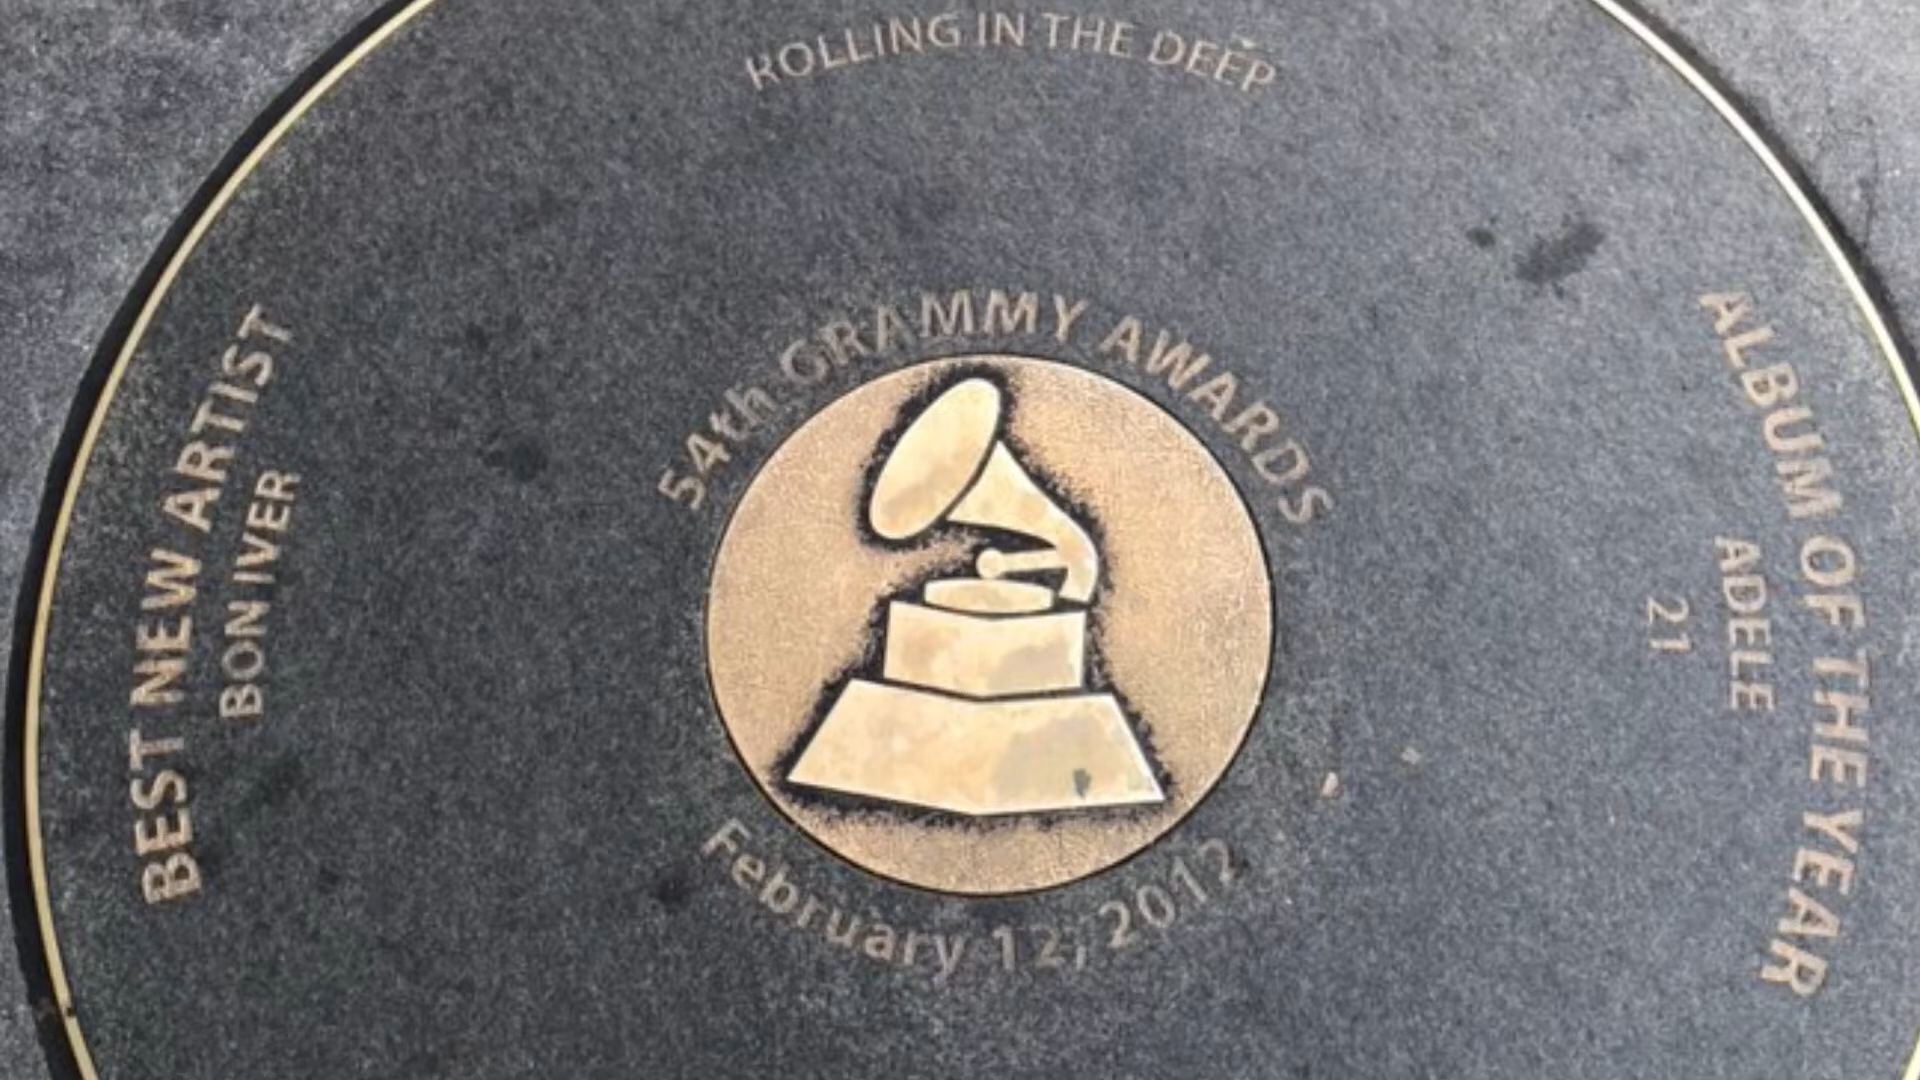 ROLLING IN THE DEEP
54th GRAMMY AWARDS
February 12, 2012
BEST NEW ARTIST
BON IVER
ALBUM OF THE YEAR
ADELE
21